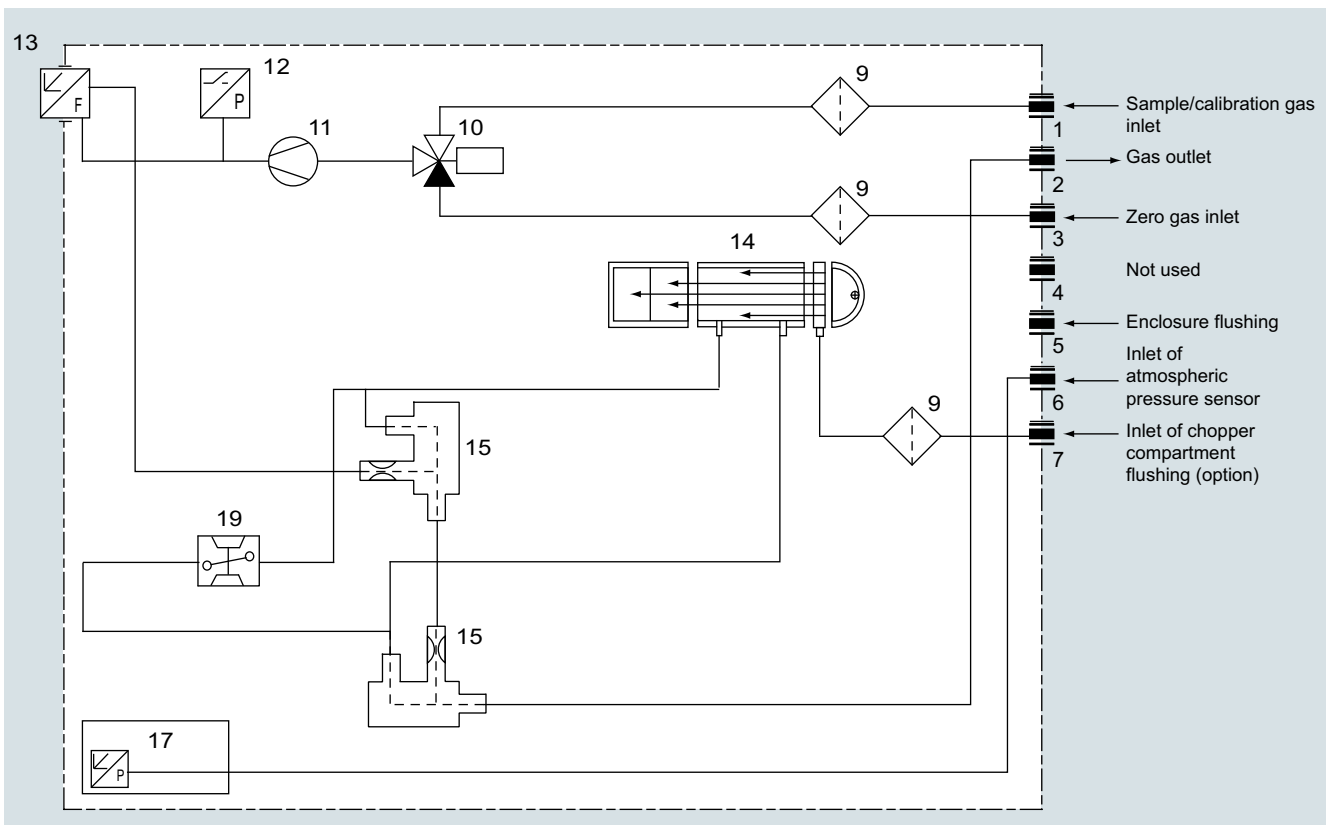 13
12
F
P
11
10
9
1
Sample/calibration gas
inlet
2
Gas outlet
9
3
Zero gas inlet
14
4
Not used
5
Enclosure flushing
6
Inlet of
atmospheric
pressure sensor
9
7
Inlet of chopper
compartment
flushing (option)
15
19
15
17
P